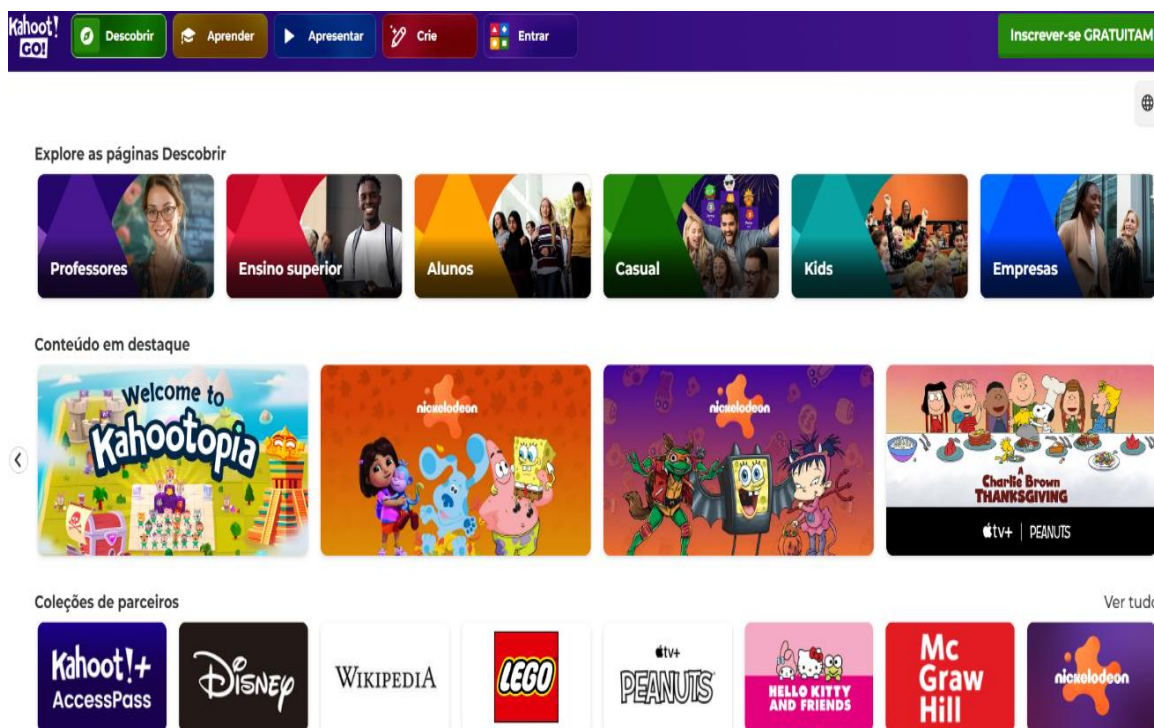 Kahoot!
GO!
Descobrir
Aprender
Apresentar
Crie
Entrar
Inscrever-se GRATUITAM
Explore as páginas Descobrir
Professores
Ensino superior
Alunos
Casual
Kids
Empresas
Conteúdo em destaque
Welcome to
Kahootopia
nickelodeon
nickelodeon
A
Charlie Brown
THANKSGIVING
tv+ | PEANUTS
Coleções de parceiros
Ver tudo
Kahoot!+
AccessPass
Disney
WIKIPEDIA
LEGO
tv+
PEANUTS
HELLO KITTY
AND FRIENDS
Mc
Graw
Hill
nickelodeon